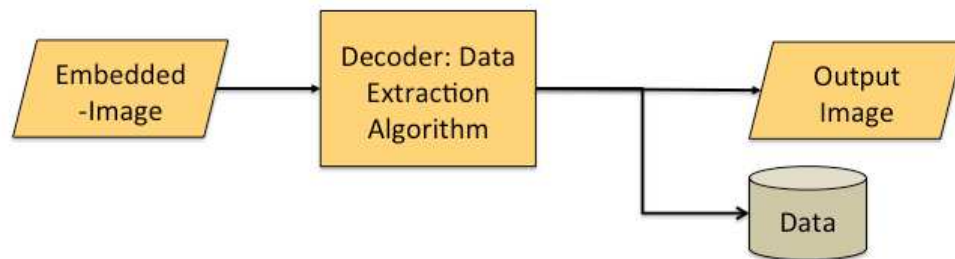 Embedded
-Image
Decoder: Data
Extraction
Algorithm
Output
Image
Data